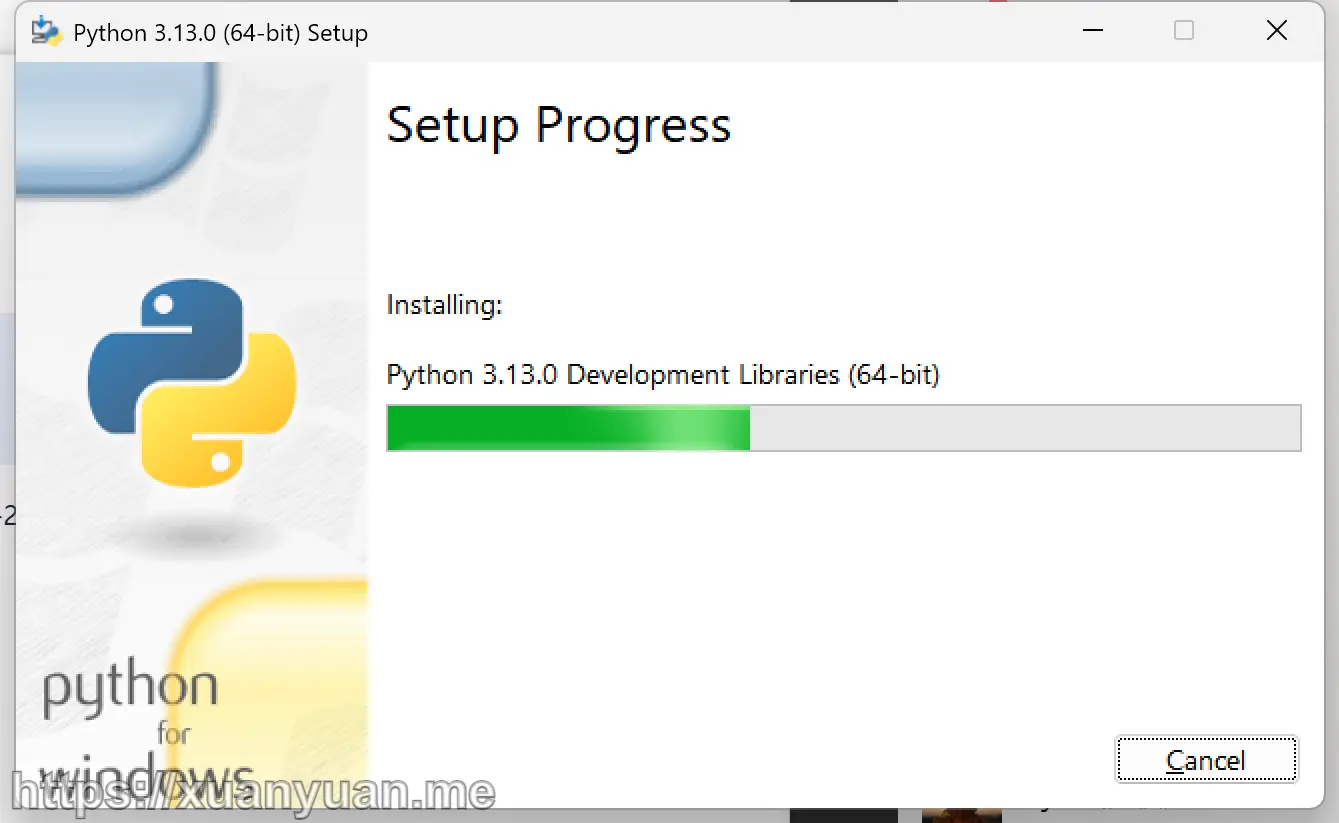 Python 3.13.0 (64-bit) Setup
Setup Progress
Installing:
Python 3.13.0 Development Libraries (64-bit)
python
for
windows
https://xuanyuan.me
Cancel